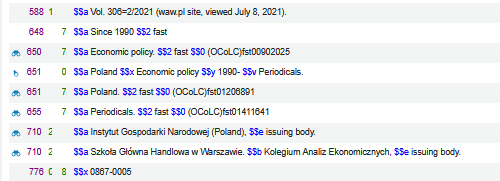 588 1 $$a Vol. 306=2/2021 (waw.pl site, viewed July 8, 2021).
648 7 $$a Since 1990 $$2 fast
650 7 $$a Economic policy. $$2 fast $$0 (OCoLC)fst00902025
651 0 $$a Poland $$x Economic policy $$y 1990- $$v Periodicals.
651 7 $$a Poland. $$2 fast $$0 (OCoLC)fst01206891
655 7 $$a Periodicals. $$2 fast $$0 (OCoLC)fst01411641
710 2 $$a Instytut Gospodarki Narodowej (Poland), $$e issuing body.
710 2 $$a Szkoła Główna Handlowa w Warszawie. $$b Kolegium Analiz Ekonomicznych, $$e issuing body.
776 0 8 $$x 0867-0005